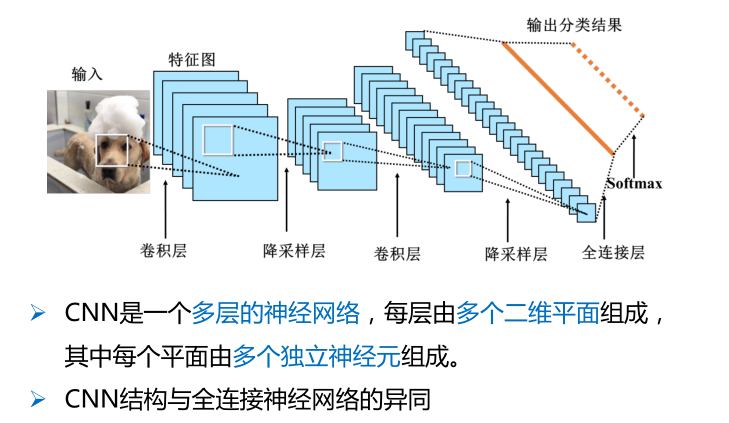 输出分类结果
特征图
输入
Softmax
卷积层
降采样层
卷积层
降采样层
全连接层
CNN是一个多层的神经网络，每层由多个二维平面组成，
其中每个平面由多个独立神经元组成。
CNN结构与全连接神经网络的异同